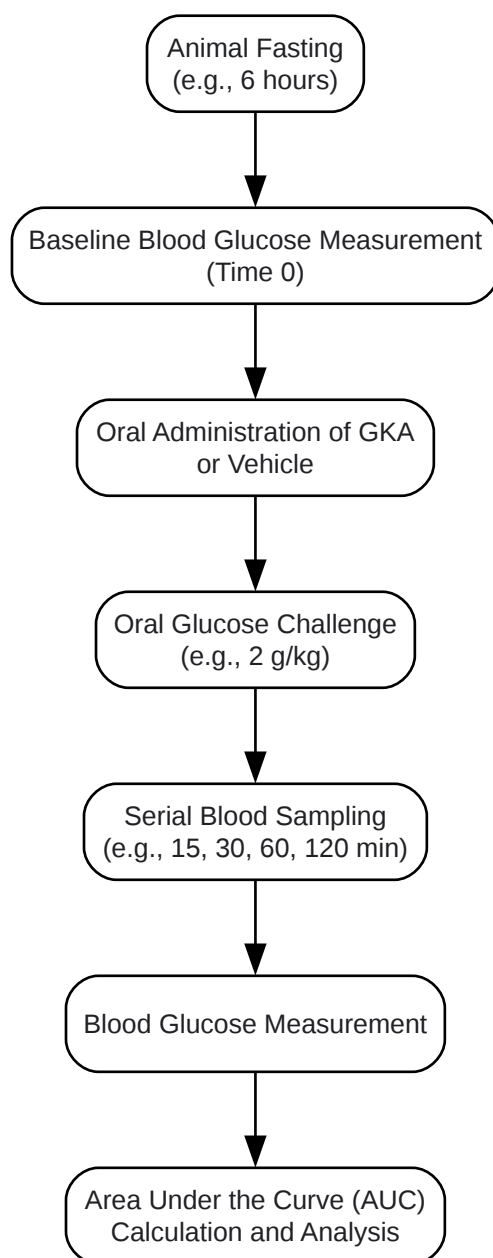 Animal Fasting
(e.g., 6 hours)
Baseline Blood Glucose Measurement
(Time 0)
Oral Administration of GKA
or Vehicle
Oral Glucose Challenge
(e.g., 2 g/kg)
Serial Blood Sampling
(e.g., 15, 30, 60, 120 min)
Blood Glucose Measurement
Area Under the Curve (AUC)
Calculation and Analysis